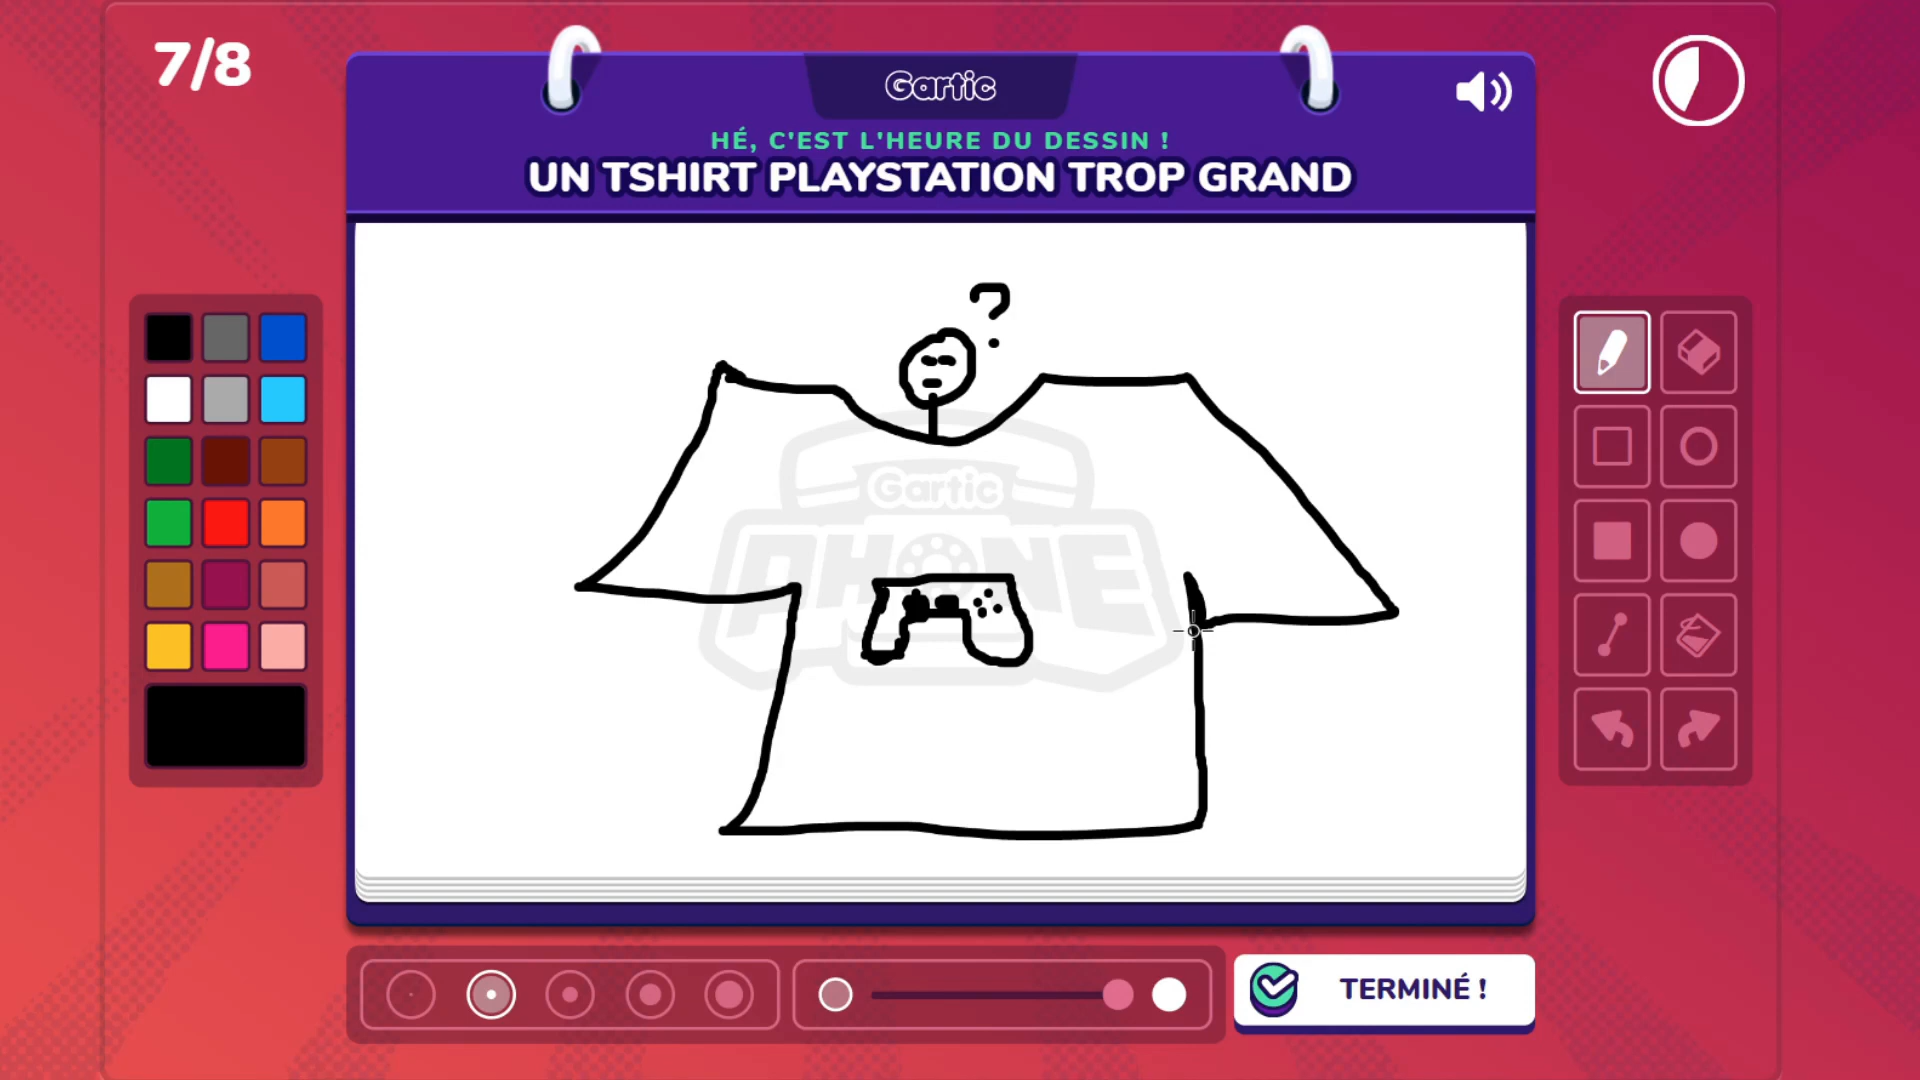 7/8
Gartic
HÉ, C'EST L'HEURE DU DESSIN !
UN TSHIRT PLAYSTATION TROP GRAND
?
Gartic
PHONE
TERMINÉ !